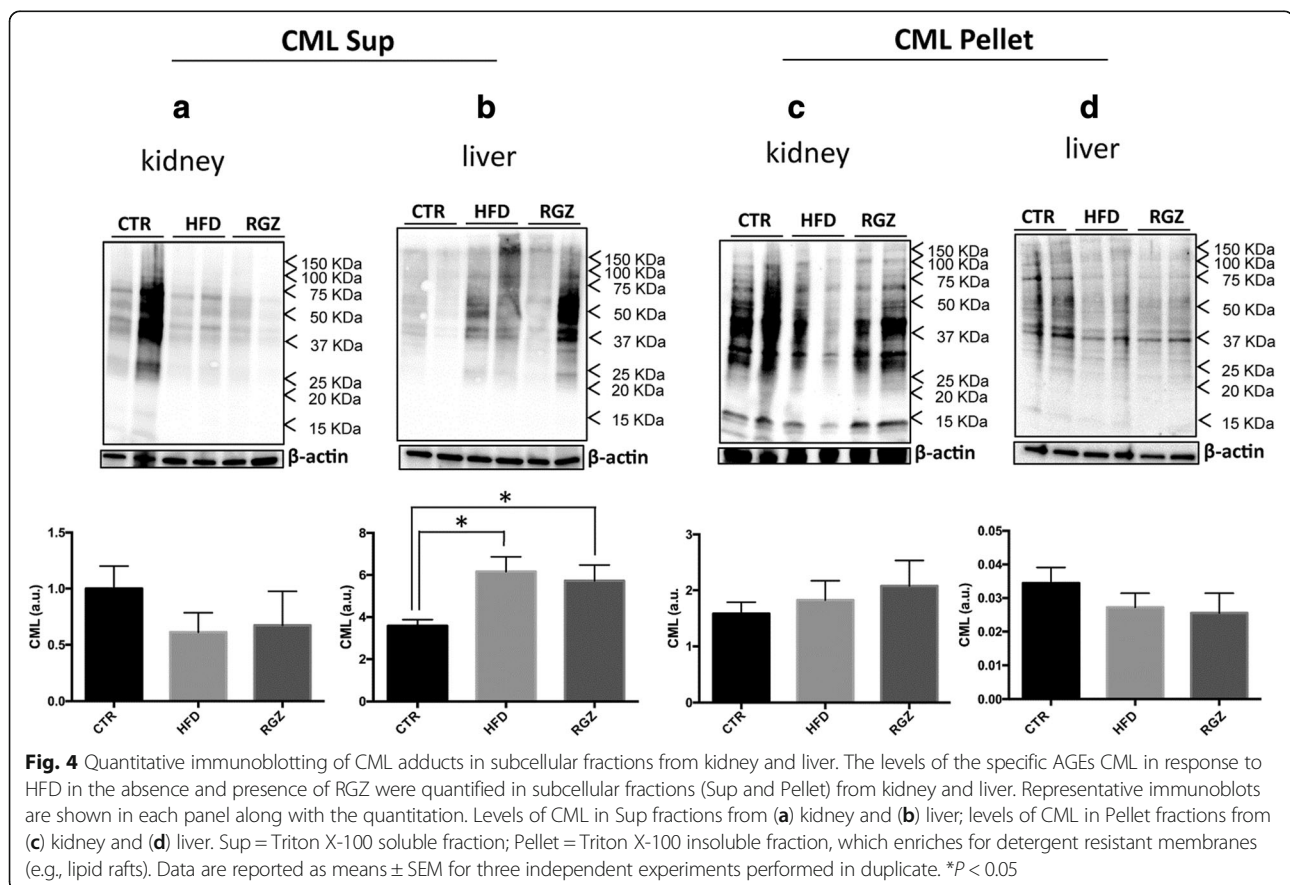 CML Sup
CML Pellet
a
b
c
d
kidney
liver
kidney
liver
CTR HFD RGZ
150 KDa
100 KDa
75 KDa
50 KDa
37 KDa
25 KDa
20 KDa
15 KDa
β-actin
CTR HFD RGZ
150 KDa
100 KDa
75 KDa
50 KDa
37 KDa
25 KDa
20 KDa
15 KDa
β-actin
CTR HFD RGZ
150 KDa
100 KDa
75 KDa
50 KDa
37 KDa
25 KDa
20 KDa
15 KDa
β-actin
CTR HFD RGZ
150 KDa
100 KDa
75 KDa
50 KDa
37 KDa
25 KDa
20 KDa
15 KDa
β-actin
CML (a.u.)
1.5
1.0
0.5
0.0
CTR
HFD
RGZ
CML (a.u.)
8
6
4
2
0
*
*
CTR
HFD
RGZ
CML (a.u.)
3
2
1
0
CTR
HFD
RGZ
CML (a.u.)
0.05
0.04
0.03
0.02
0.01
0.00
CTR
HFD
RGZ
Fig. 4 Quantitative immunoblotting of CML adducts in subcellular fractions from kidney and liver. The levels of the specific AGEs CML in response to
HFD in the absence and presence of RGZ were quantified in subcellular fractions (Sup and Pellet) from kidney and liver. Representative immunoblots
are shown in each panel along with the quantitation. Levels of CML in Sup fractions from (a) kidney and (b) liver; levels of CML in Pellet fractions from
(c) kidney and (d) liver. Sup = Triton X-100 soluble fraction; Pellet = Triton X-100 insoluble fraction, which enriches for detergent resistant membranes
(e.g., lipid rafts). Data are reported as means ± SEM for three independent experiments performed in duplicate. *P < 0.05